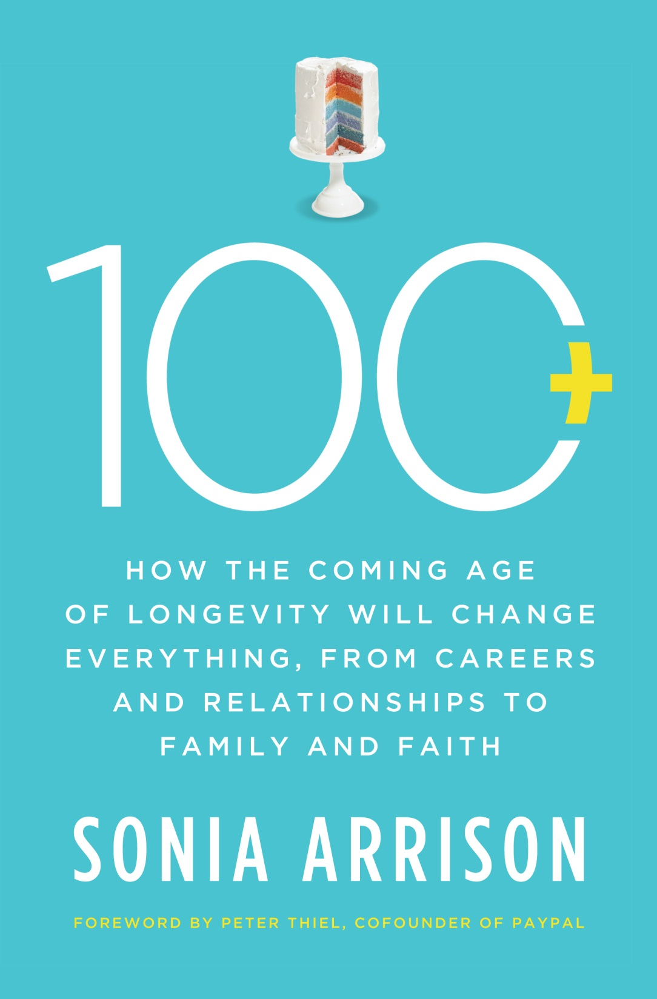 100+
HOW THE COMING AGE
OF LONGEVITY WILL CHANGE
EVERYTHING, FROM CAREERS
AND RELATIONSHIPS TO
FAMILY AND FAITH
SONIA ARRISON
FOREWORD BY PETER THIEL, COFOUNDER OF PAYPAL